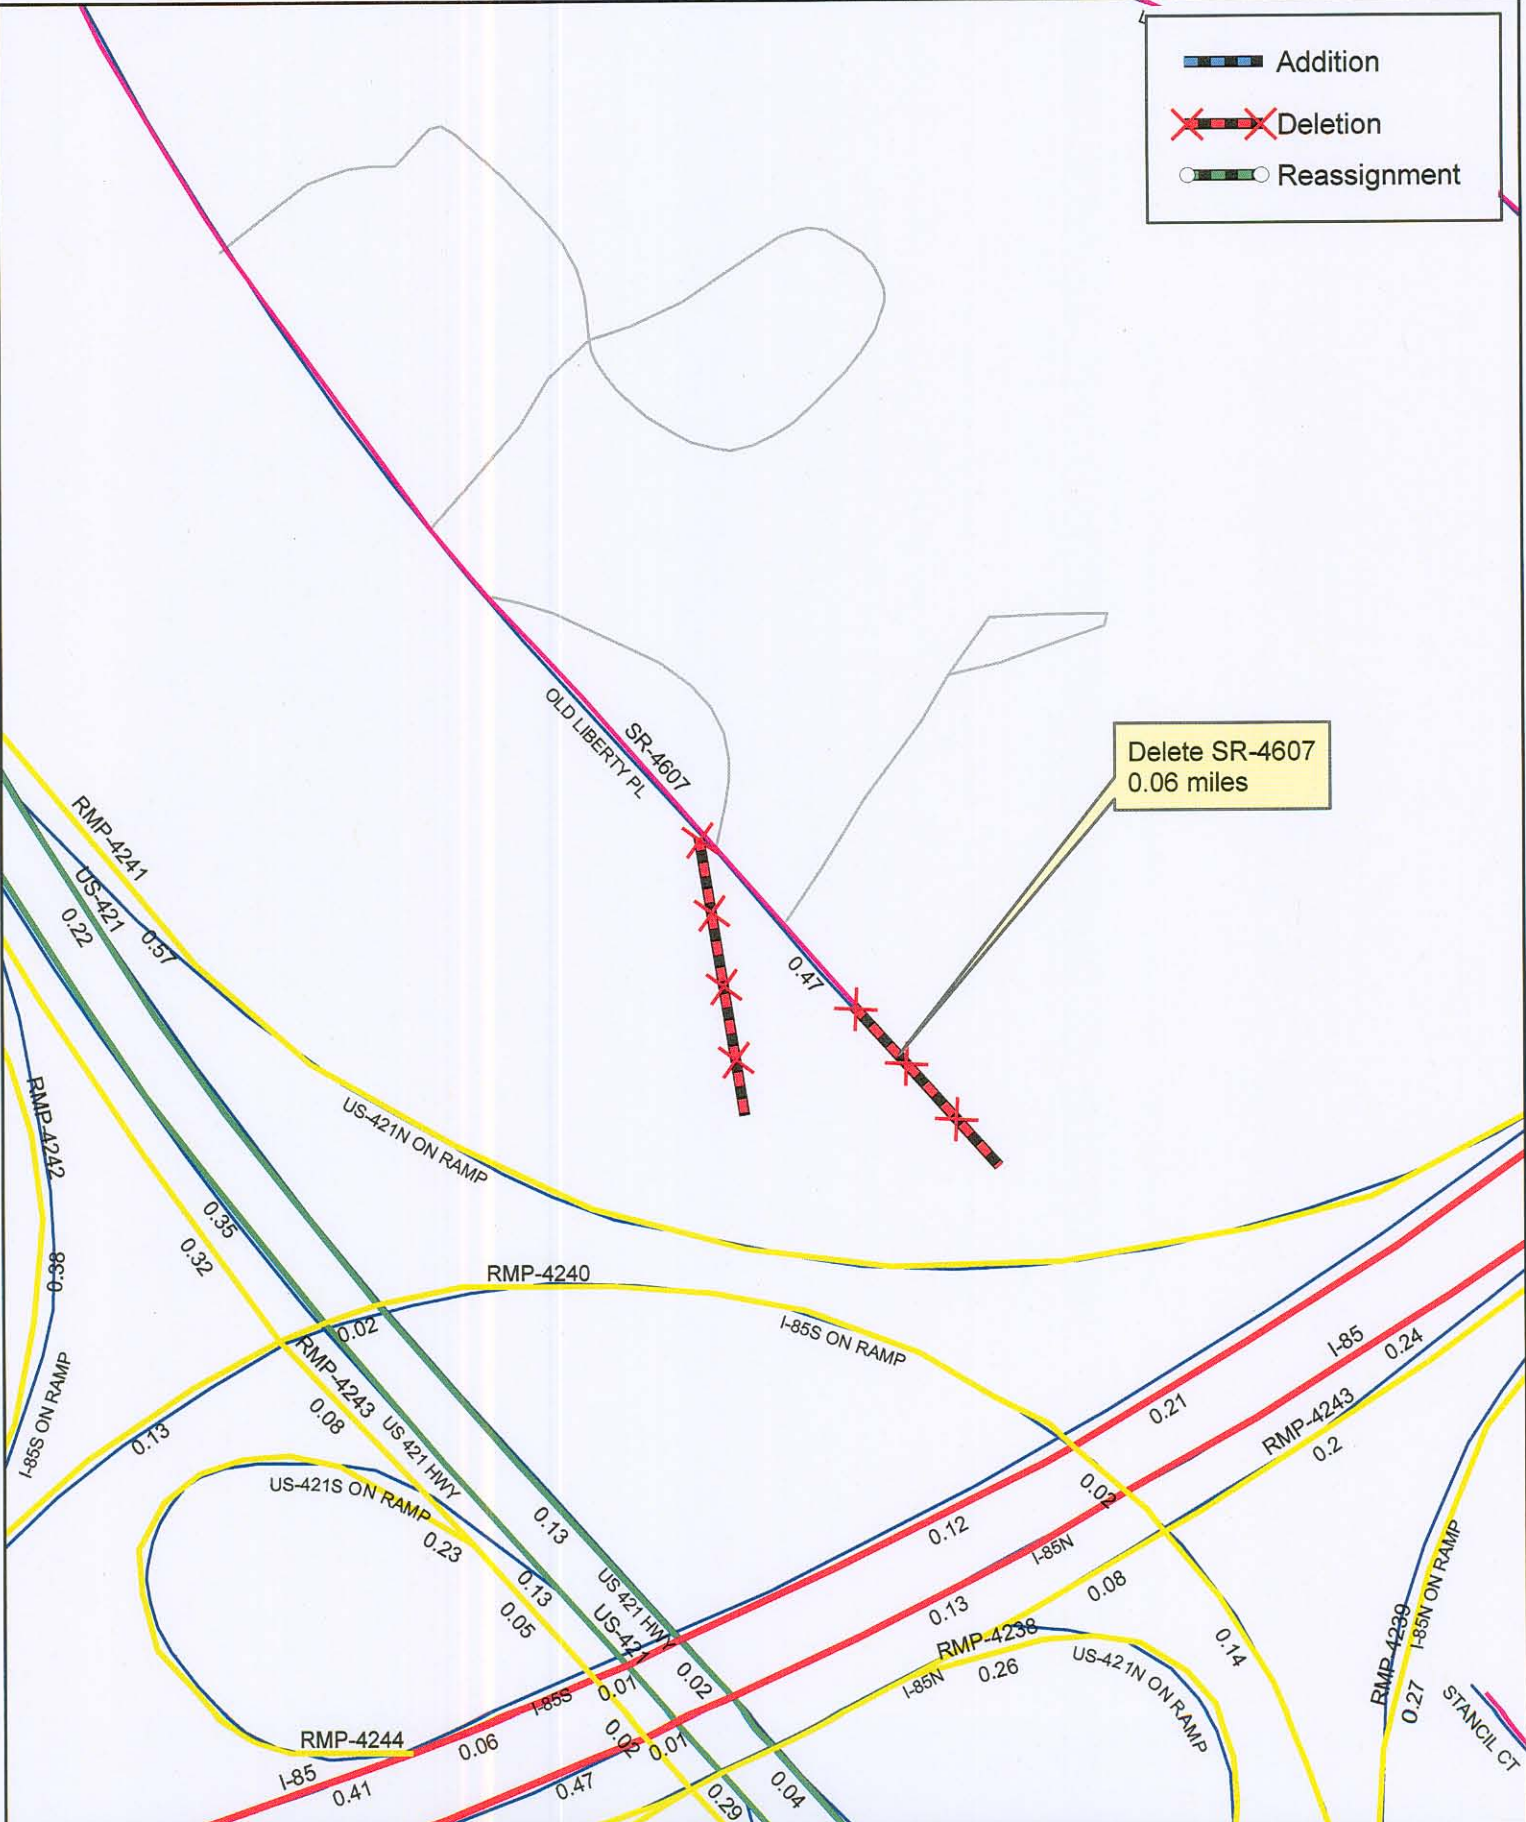 Addition
Deletion
Reassignment
SR-4607
OLD LIBERTY PL
Delete SR-4607
0.06 miles
0.47
RMP-4241
US-421
0.22
0.57
RMP-4242
0.38
I-85S ON RAMP
US-421N ON RAMP
0.35
0.32
RMP-4240
0.02
I-85S ON RAMP
RMP-4243
0.08
US 421 HWY
0.13
US-421S ON RAMP
0.23
0.13
0.13
0.05
US 421 HWY
US-421
I-85
0.24
0.21
RMP-4243
0.2
0.02
0.12
I-85N
0.08
0.13
RMP-4238
0.26
I-85N
US-421N ON RAMP
0.14
RMP-4239
I-85N ON RAMP
0.27
STANCIL CT
0.02
0.01
I-85S
0.02
0.01
0.06
RMP-4244
I-85
0.41
0.47
0.29
0.04